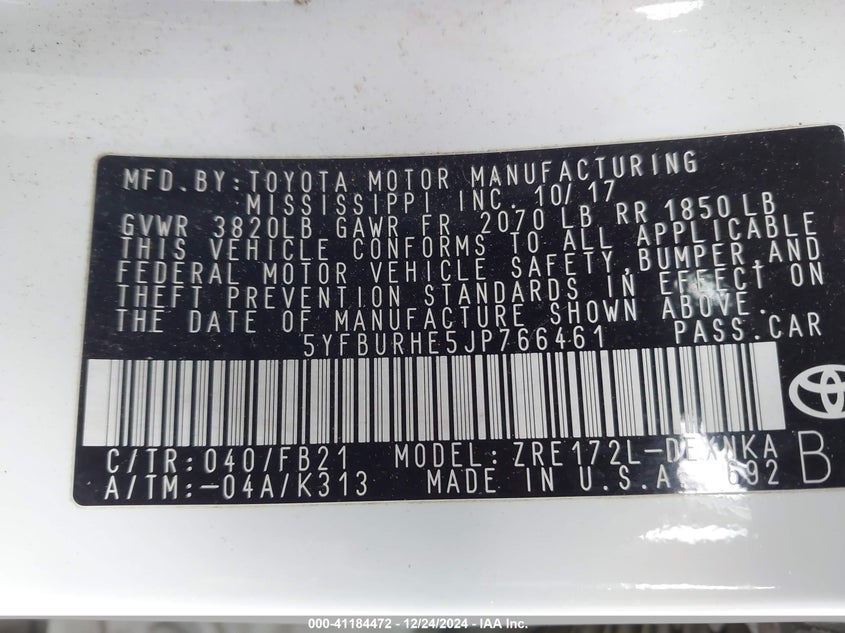 MFD.BY:TOYOTA MOTOR MANUFACTURING
MISSISSIPPI INC. 10/17
GVWR 3820LB GAWR FR 2070 LB RR 1850LB
THIS VEHICLE CONFORMS TO ALL APPLICABLE
FEDERAL MOTOR VEHICLE SAFETY,BUMPER,AND
THEFT PREVENTION STANDARDS IN EFFECT ON
THE DATE OF MANUFACTURE SHOWN ABOVE.
5YFBURHE5JP766461 PASS.CAR
C/TR:040/FB21 MODEL:
A/TM:-04A/K313 MADE IN U.S.A.
B
000-41184472 - 12/24/2024 - IAA Inc.